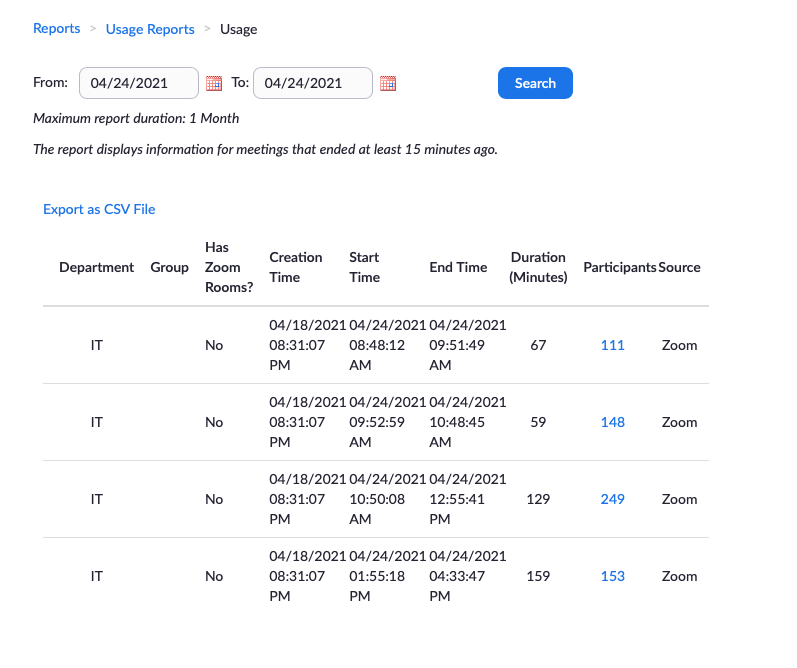 Reports > Usage Reports > Usage
From: 04/24/2021 To: 04/24/2021 Search
Maximum report duration: 1 Month
The report displays information for meetings that ended at least 15 minutes ago.
Export as CSV File
Department Group Has Zoom Rooms? Creation Time Start Time End Time Duration (Minutes) Participants Source
IT No 04/18/2021 08:31:07 PM 04/24/2021 08:48:12 AM 04/24/2021 09:51:49 AM 67 111 Zoom
IT No 04/18/2021 08:31:07 PM 04/24/2021 09:52:59 AM 04/24/2021 10:48:45 AM 59 148 Zoom
IT No 04/18/2021 08:31:07 PM 04/24/2021 10:50:08 AM 04/24/2021 12:55:41 PM 129 249 Zoom
IT No 04/18/2021 08:31:07 PM 04/24/2021 01:55:18 PM 04/24/2021 04:33:47 PM 159 153 Zoom